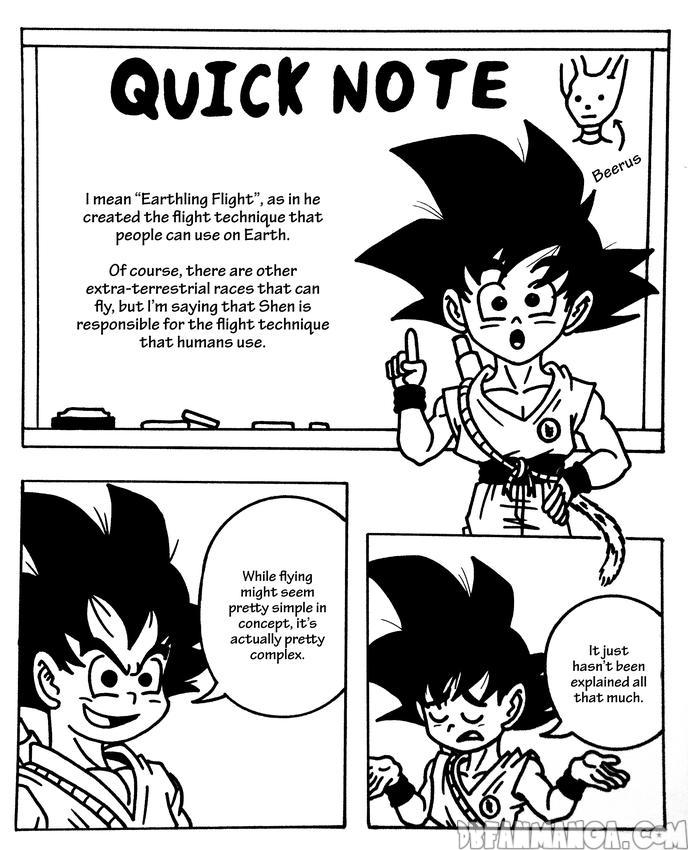 QUICK NOTE
Beerus
I mean “Earthling Flight”, as in he
created the flight technique that
people can use on Earth.
Of course, there are other
extra-terrestrial races that can
fly, but I’m saying that Shen is
responsible for the flight technique
that humans use.
While flying
might seem
pretty simple in
concept, it’s
actually pretty
complex.
It just
hasn’t been
explained all
that much.
DBFANMANGA.COM